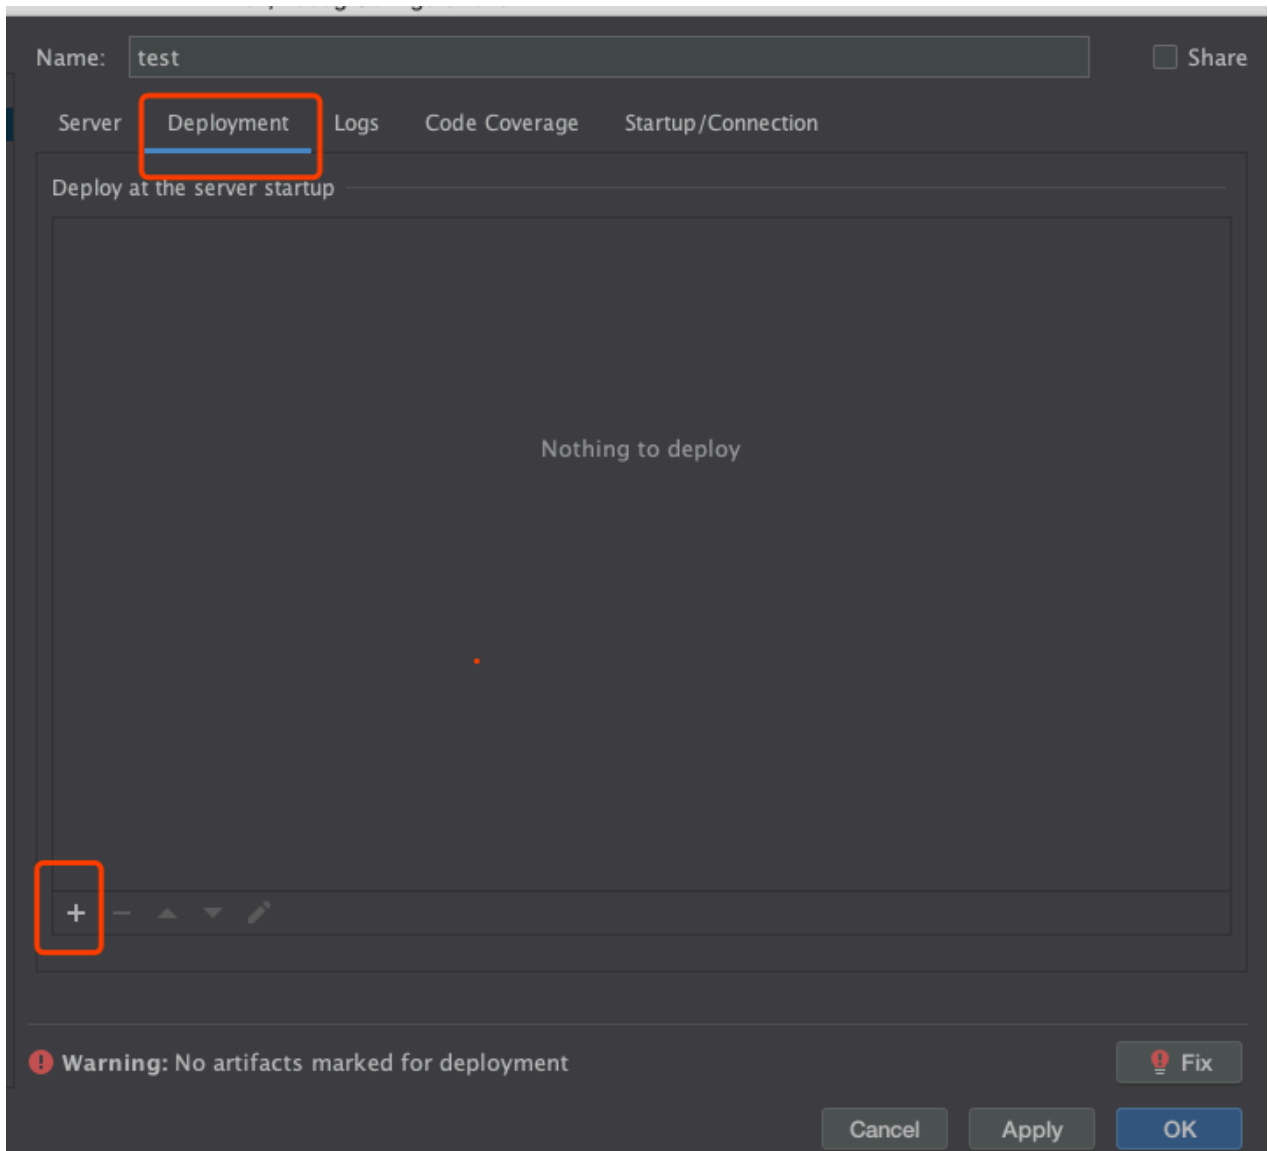 Name: test Share
Server Deployment Logs Code Coverage Startup/Connection
Deploy at the server startup
Nothing to deploy
Warning: No artifacts marked for deployment Fix
Cancel Apply OK